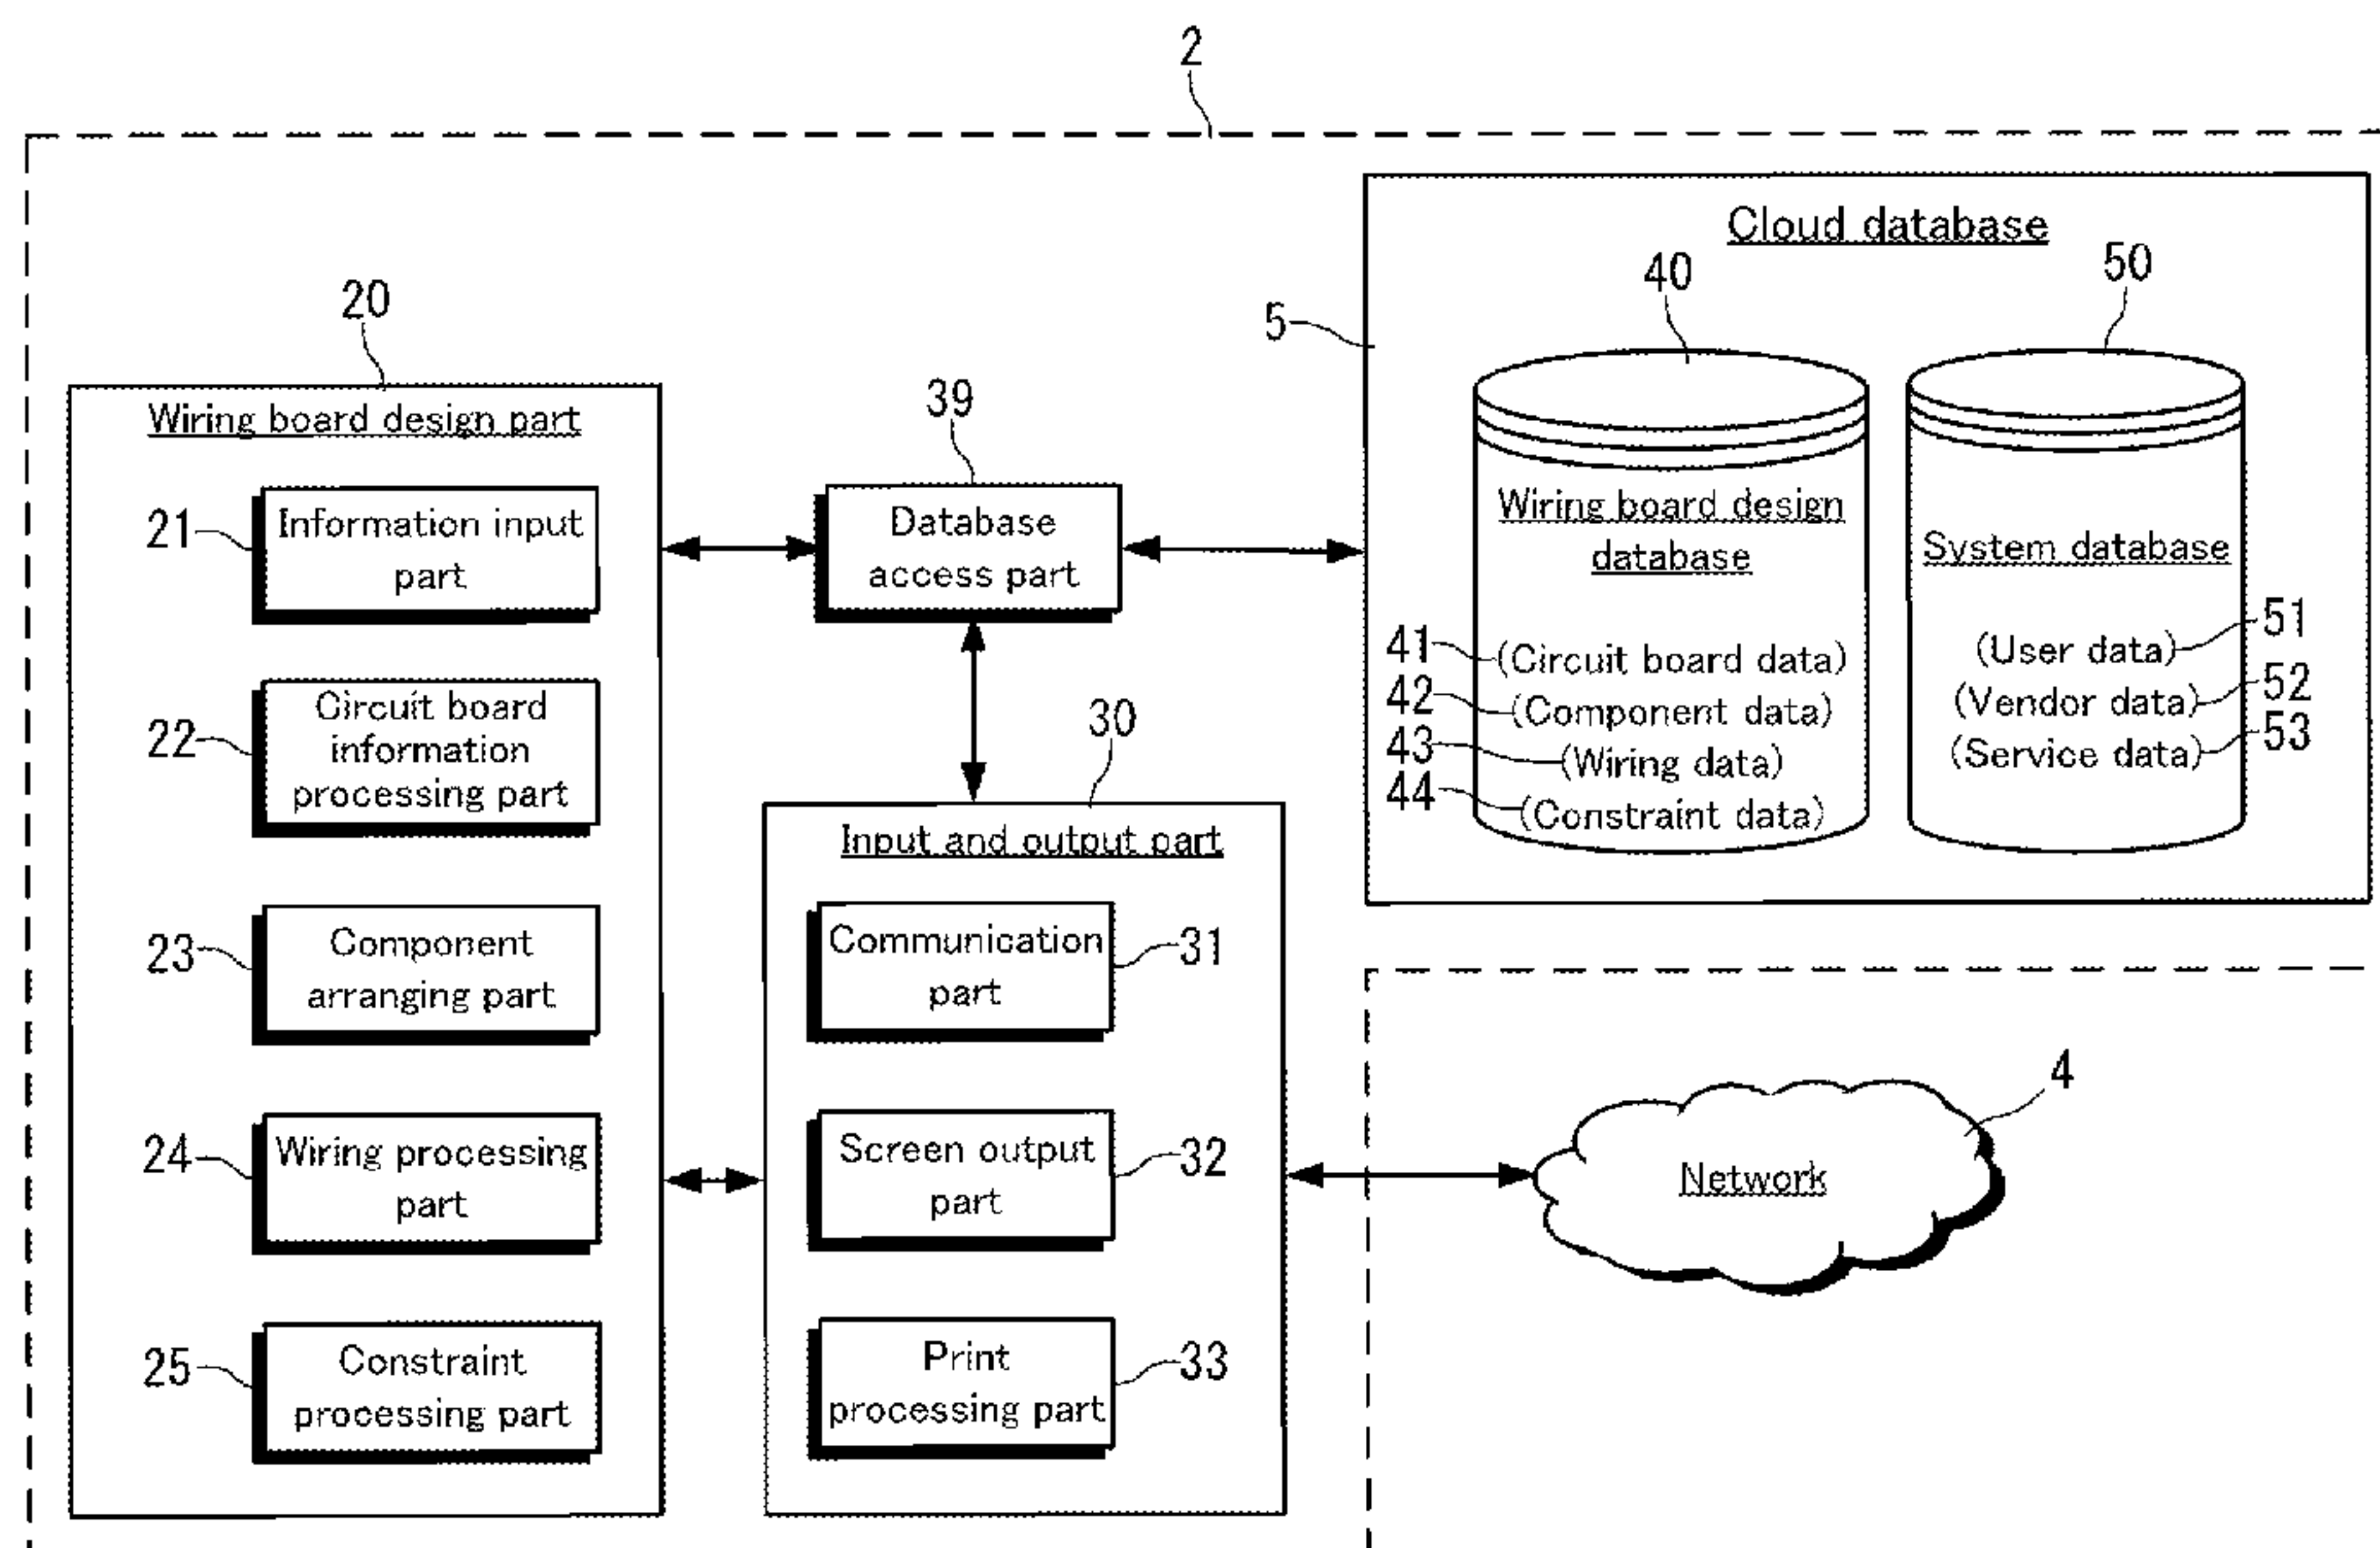 2
Cloud database
40
50
5
20
Wiring board design part
39
21
Information input
part
Database
access part
Wiring board design
database
System database
41
(Circuit board data)
42
(Component data)
43
(Wiring data)
44
(Constraint data)
(User data)
51
(Vendor data)
52
(Service data)
53
22
Circuit board
information
processing part
30
Input and output part
23
Component
arranging part
Communication
part
31
24
Wiring processing
part
Screen output
part
32
4
Network
25
Constraint
processing part
Print
processing part
33